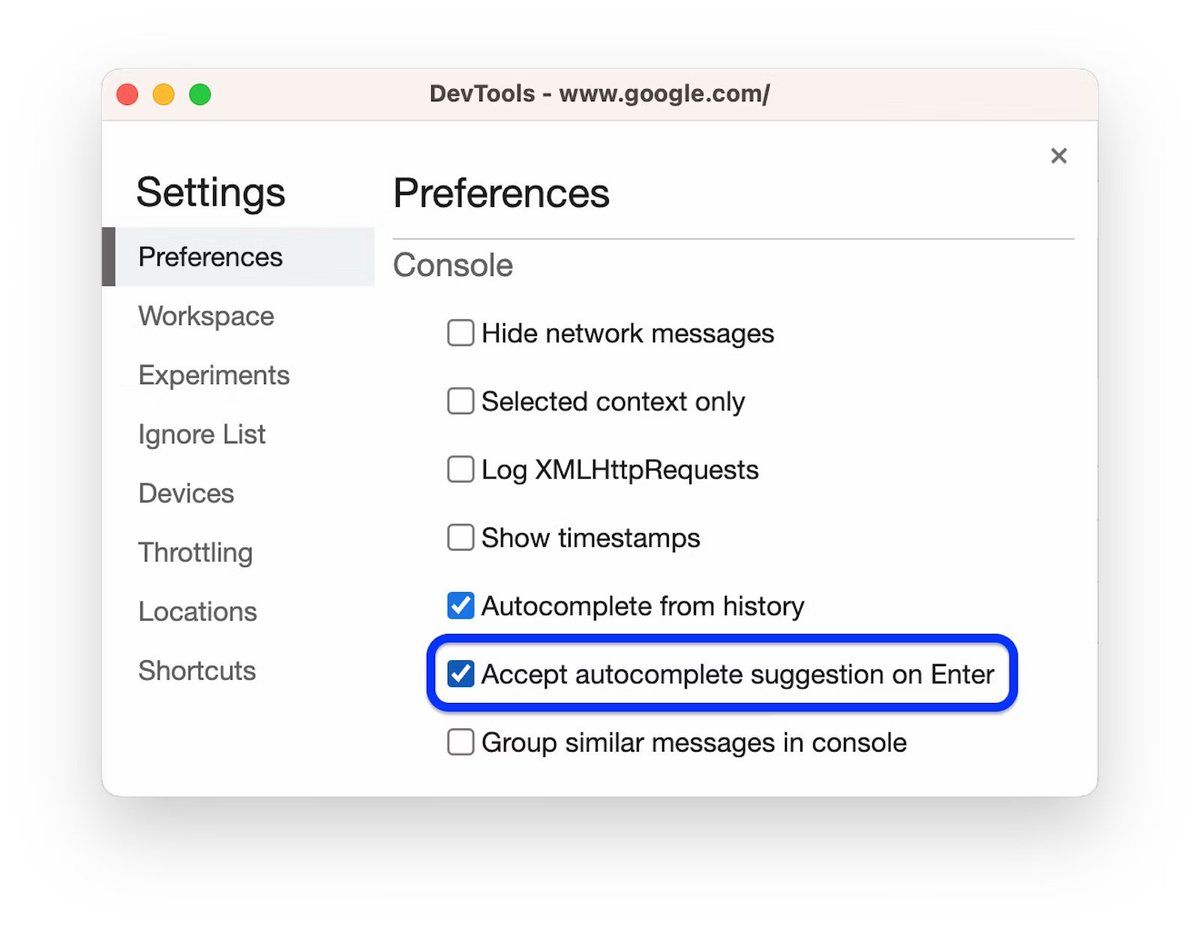 DevTools - www.google.com/
Settings
Preferences
Workspace
Experiments
Ignore List
Devices
Throttling
Locations
Shortcuts
Preferences
Console
Hide network messages
Selected context only
Log XMLHttpRequests
Show timestamps
Autocomplete from history
Accept autocomplete suggestion on Enter
Group similar messages in console